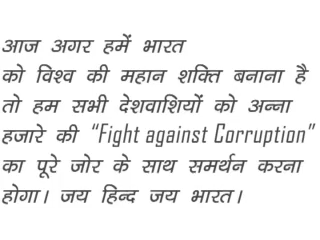 आज अगर हमें भारत
को विश्व की महान शक्ति बनाना है
तो हम सभी देशवाशियों को अन्ना
हजारे की “Fight against Corruption”
का पूरे जोर के साथ समर्थन करना
होगा। जय हिन्द जय भारत।